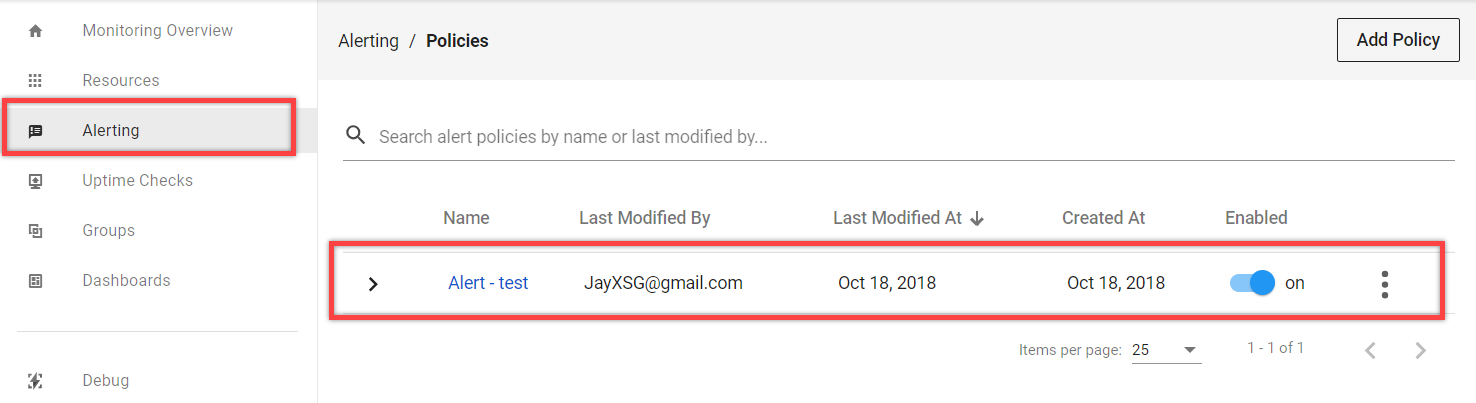 Monitoring Overview
Resources
Alerting
Uptime Checks
Groups
Dashboards
Debug
Alerting / Policies
Add Policy
Search alert policies by name or last modified by...
Name Last Modified By Last Modified At Created At Enabled
Alert - test JayXSG@gmail.com Oct 18, 2018 Oct 18, 2018 on
Items per page: 25 1 - 1 of 1